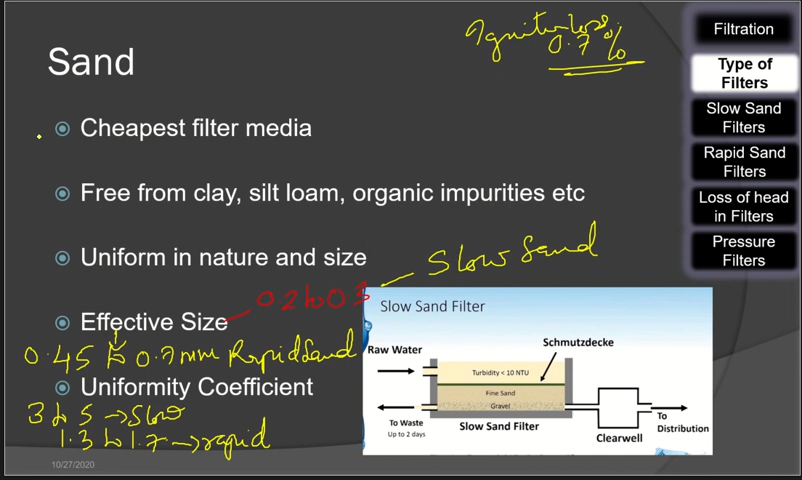 Ignition loss
0.7%
Sand
Cheapest filter media
Free from clay, silt loam, organic impurities etc
Uniform in nature and size
Slow Sand
0.2 to 0.3
Effective Size
0.45 to 0.7mm Rapid Sand
Uniformity Coefficient
3 to 5 → Slow
1.3 to 1.7 → rapid
10/27/2020
Slow Sand Filter
Schmutzdecke
Raw Water
Turbidity < 10 NTU
Fine Sand
Gravel
To Waste
Up to 2 days
Slow Sand Filter
Clearwell
To
Distribution
Filtration
Type of
Filters
Slow Sand
Filters
Rapid Sand
Filters
Loss of head
in Filters
Pressure
Filters